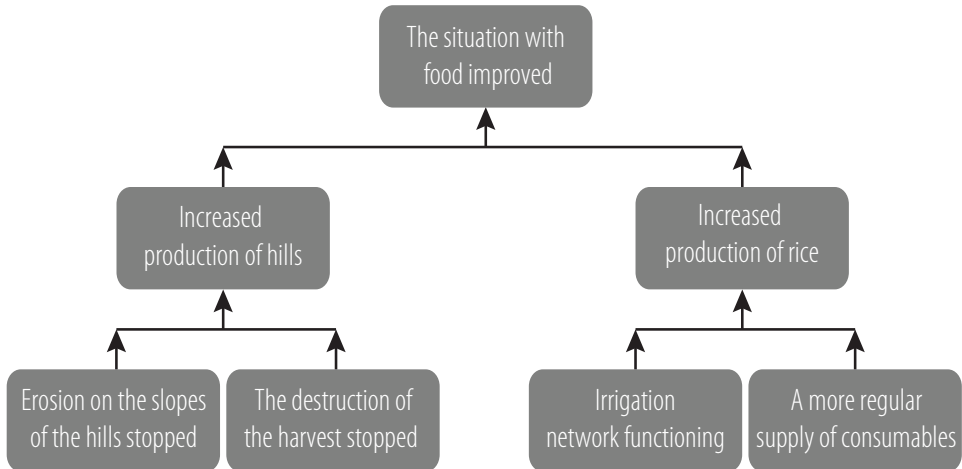 The situation with
food improved
Increased
production of hills
Increased
production of rice
Erosion on the slopes
of the hills stopped
The destruction of
the harvest stopped
Irrigation
network functioning
A more regular
supply of consumables